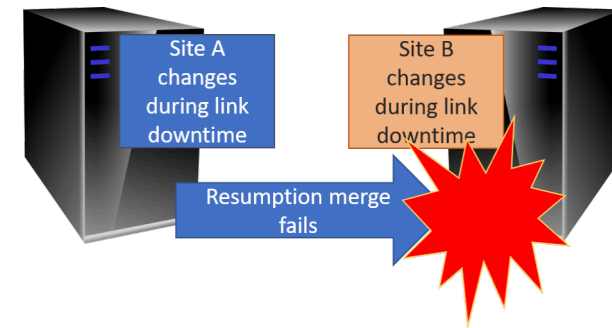 Site A
changes
during link
downtime
Site B
changes
during link
downtime
Resumption merge
fails